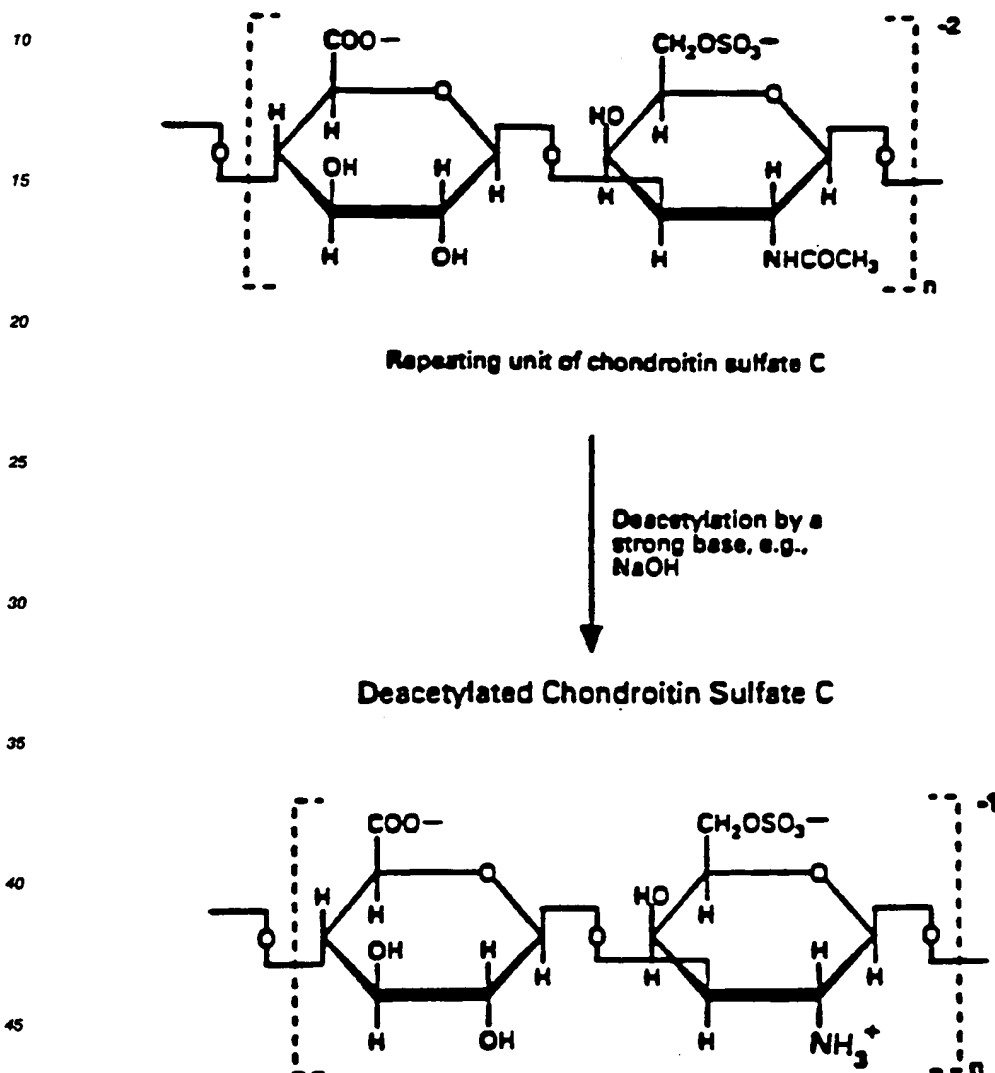 10
COO— CH₂OSO₃— -2
H O HO O
H H
O OH H O H O
15
H H H H
H OH H NHCOCH₃
n
20
Repeating unit of chondroitin sulfate C
25
Deacetylation by a
strong base, e.g.,
NaOH
30
Deacetylated Chondroitin Sulfate C
35
-1
COO— CH₂OSO₃—
40
H O HO O
H H
O OH H O H O
H H H H
45
H OH H NH₃⁺
n